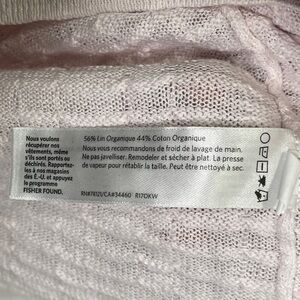 Nous voulons
récupérer nos
vêtements, même
s'ils sont portés ou
déchirés. Rapportez-
les à nos magasins
des É.-U. et appuyez
le programme
FISHER FOUND.
56% Lin Organique 44% Coton Organique
Nous vous recommandons de froid de lavage de main.
Ne pas javelliser. Remodeler et sécher à plat. La presse
de vapeur pour rétablir la taille. Peut être nettoyé à sec.
RN#78121/CA#34460 R17OKW